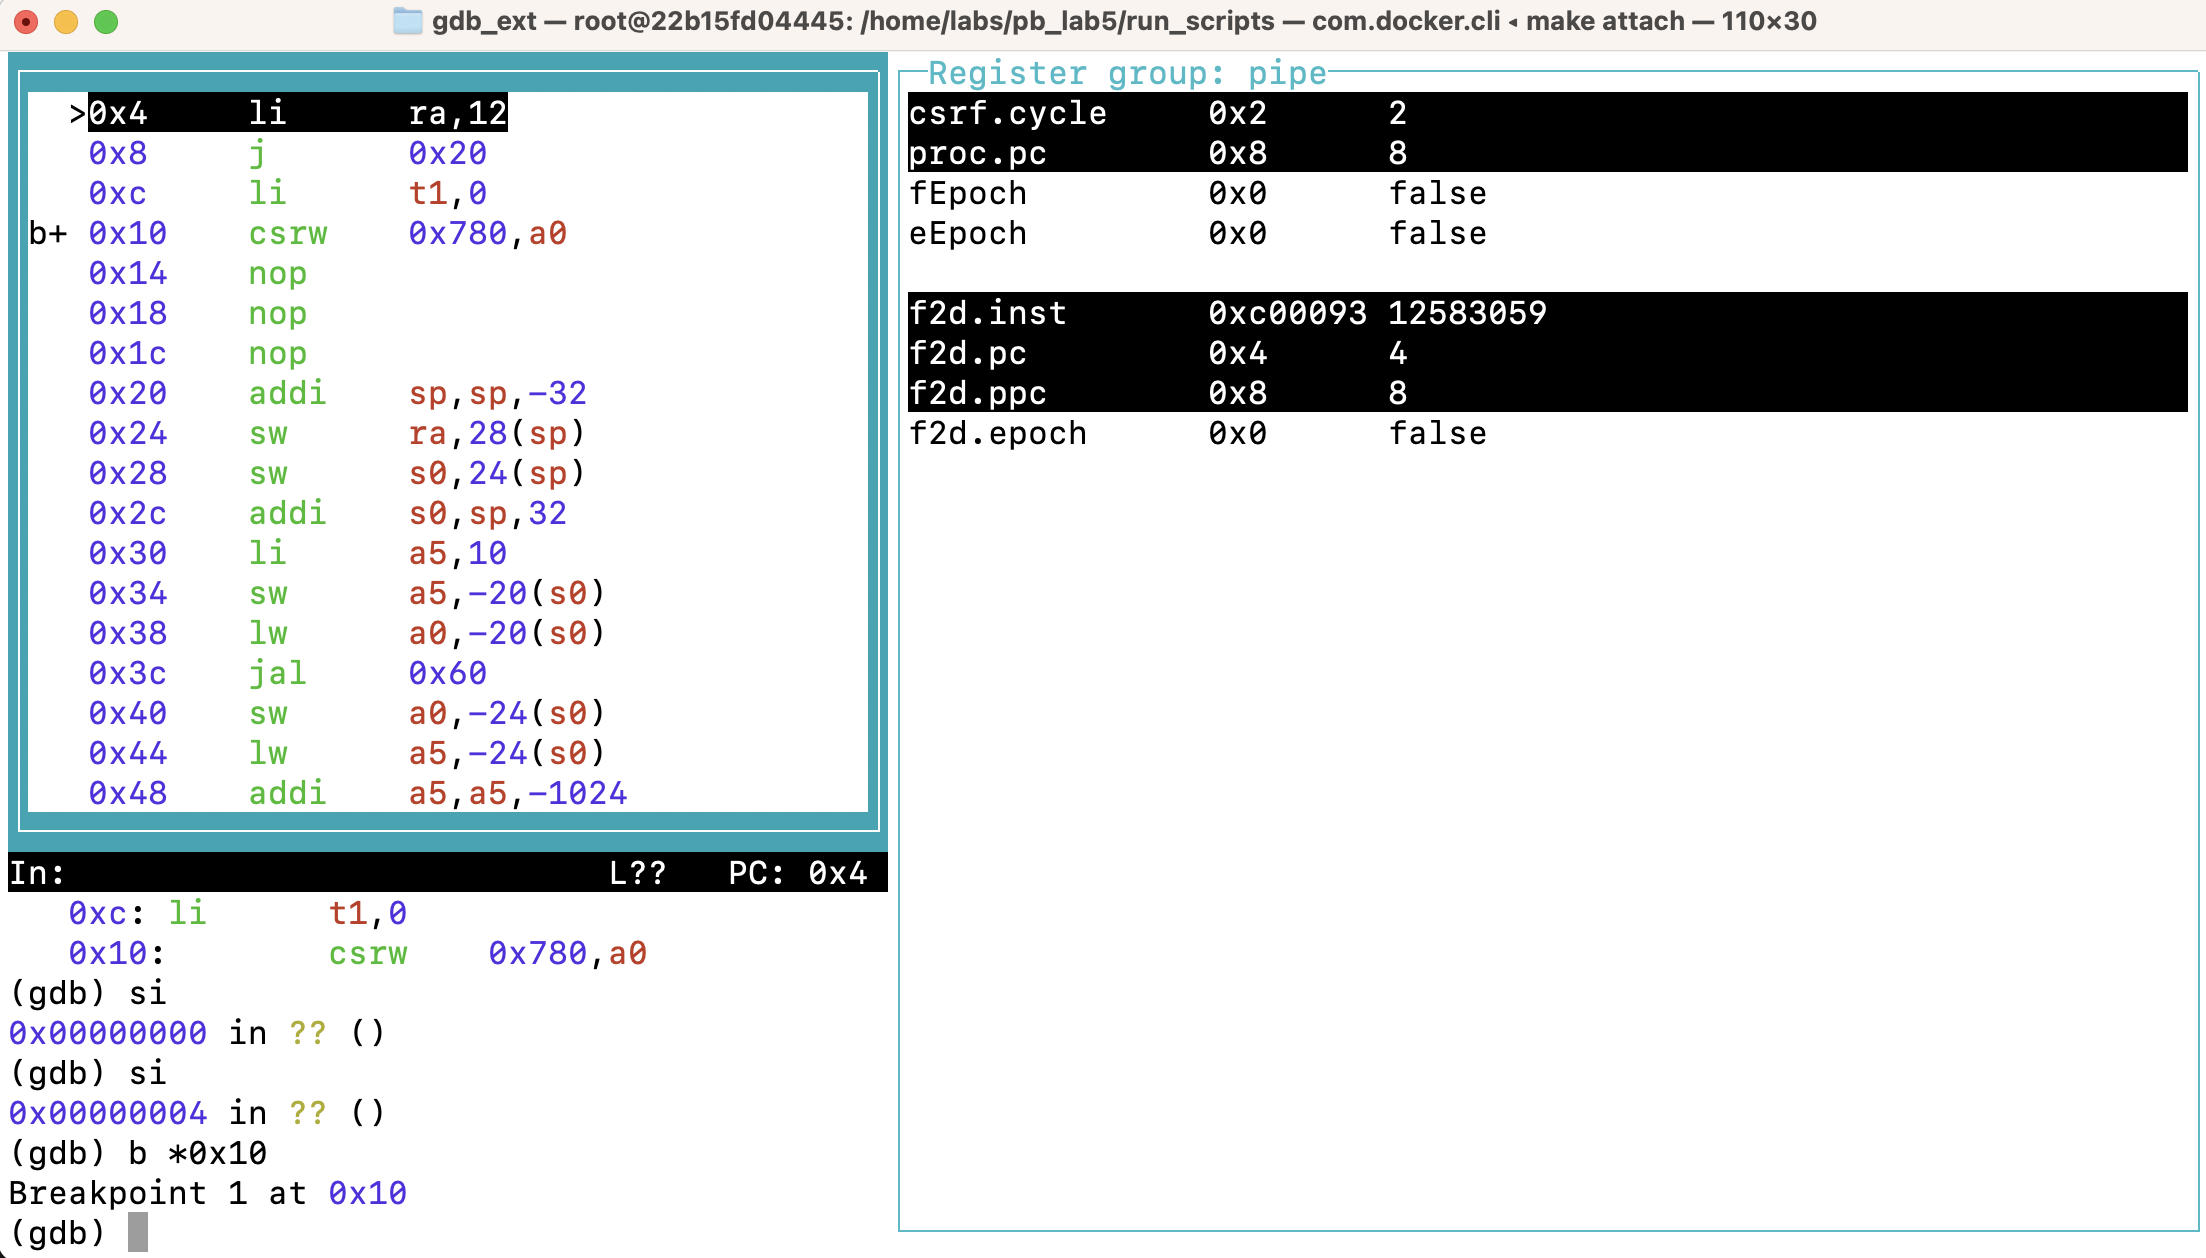 gdb_ext — root@22b15fd04445: /home/labs/pb_lab5/run_scripts — com.docker.cli ◂ make attach — 110×30
>0x4 li ra,12
0x8 j 0x20
0xc li t1,0
b+ 0x10 csrw 0x780,a0
0x14 nop
0x18 nop
0x1c nop
0x20 addi sp,sp,-32
0x24 sw ra,28(sp)
0x28 sw s0,24(sp)
0x2c addi s0,sp,32
0x30 li a5,10
0x34 sw a5,-20(s0)
0x38 lw a0,-20(s0)
0x3c jal 0x60
0x40 sw a0,-24(s0)
0x44 lw a5,-24(s0)
0x48 addi a5,a5,-1024
In: L?? PC: 0x4
0xc: li t1,0
0x10: csrw 0x780,a0
(gdb) si
0x00000000 in ?? ()
(gdb) si
0x00000004 in ?? ()
(gdb) b *0x10
Breakpoint 1 at 0x10
(gdb)
Register group: pipe
csrf.cycle 0x2 2
proc.pc 0x8 8
fEpoch 0x0 false
eEpoch 0x0 false
f2d.inst 0xc00093 12583059
f2d.pc 0x4 4
f2d.ppc 0x8 8
f2d.epoch 0x0 false